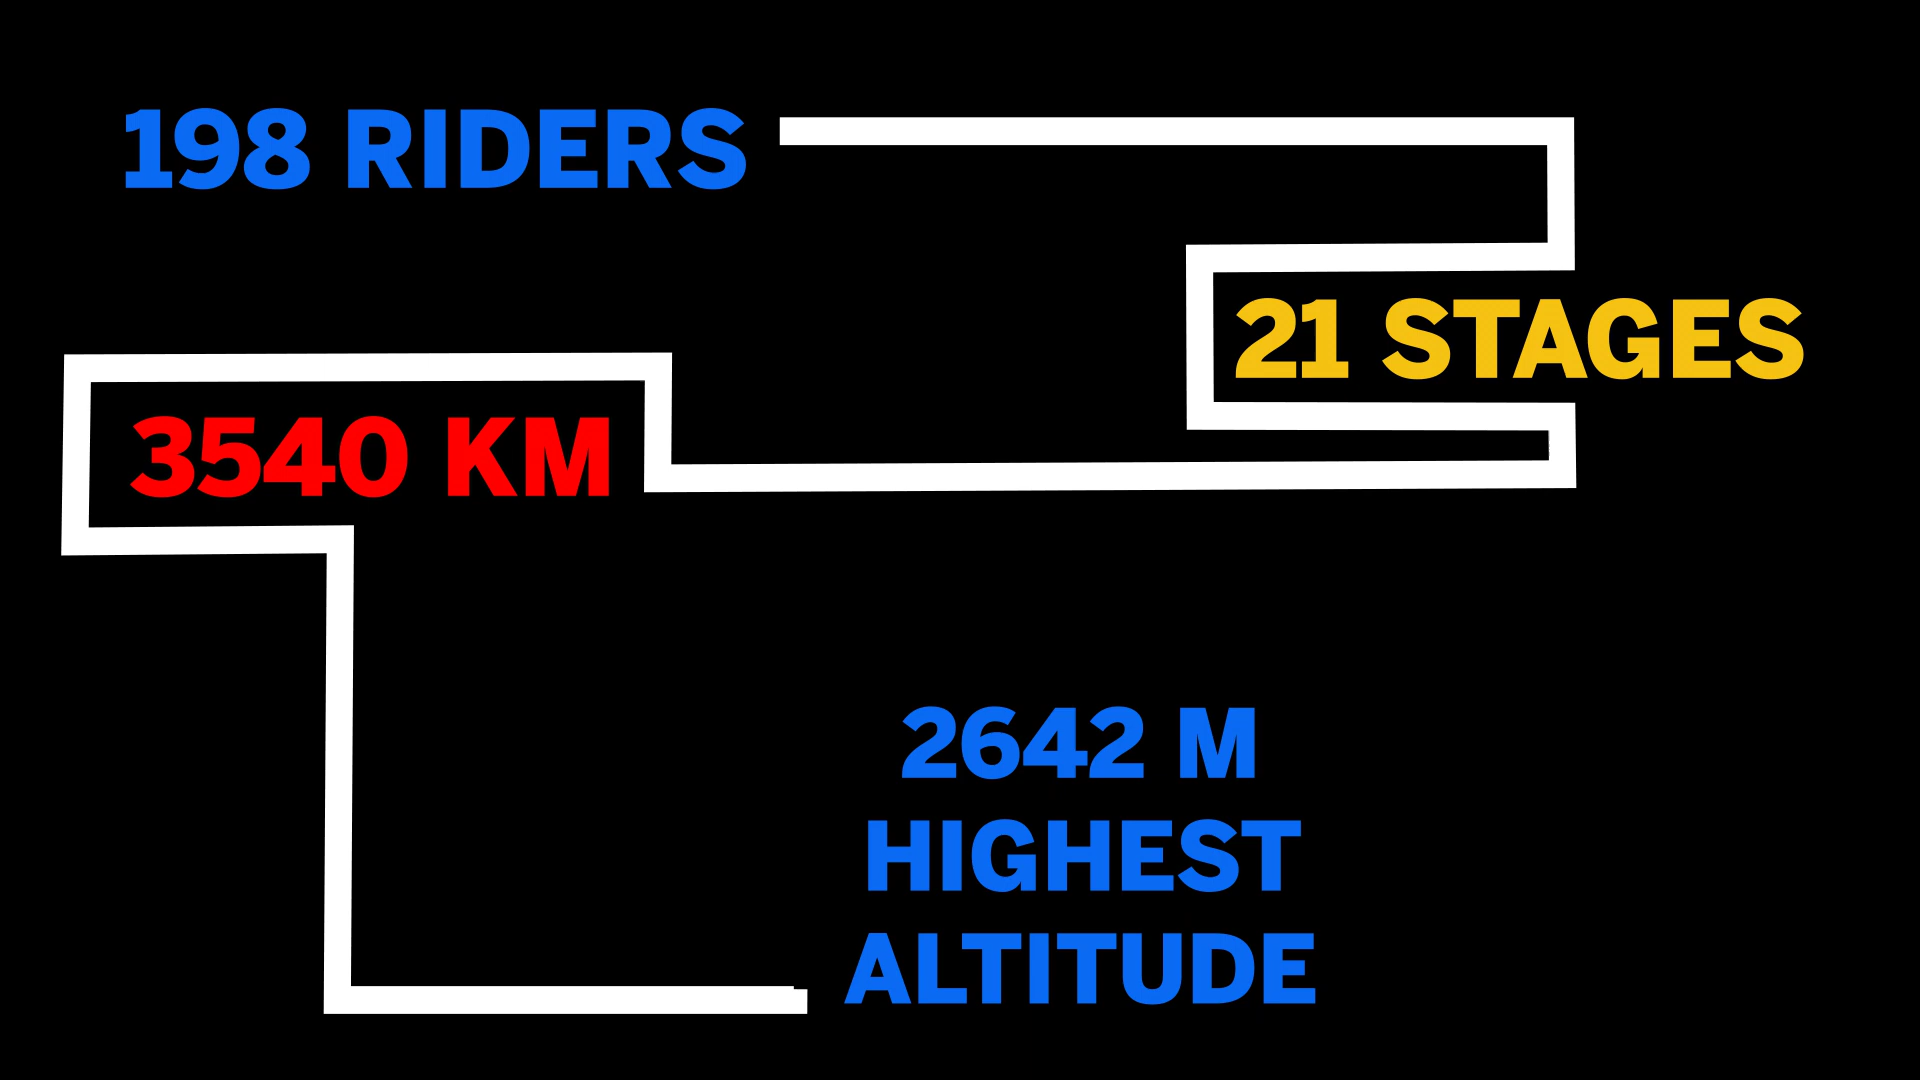 198 RIDERS
21 STAGES
3540 KM
2642 M
HIGHEST
ALTITUDE